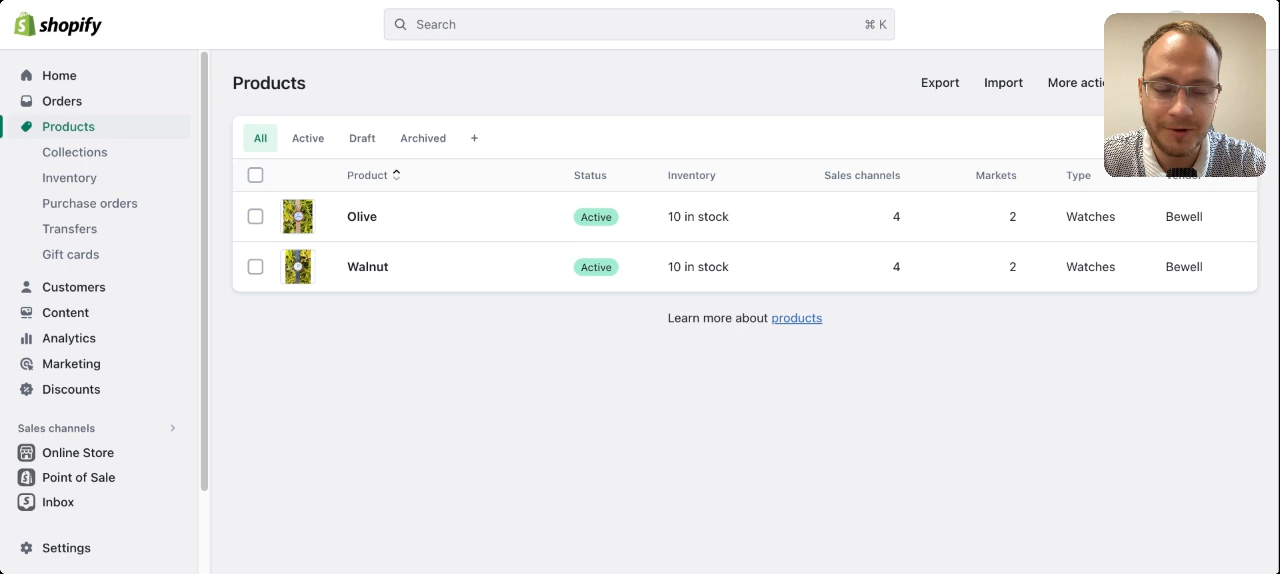 shopify
Search
⌘ K
Home
Orders
Products
Collections
Inventory
Purchase orders
Transfers
Gift cards
Customers
Content
Analytics
Marketing
Discounts
Sales channels
Online Store
Point of Sale
Inbox
Settings
Products
Export Import More
All Active Draft Archived +
Product Status Inventory Sales channels Markets Type
Olive Active 10 in stock 4 2 Watches Bewell
Walnut Active 10 in stock 4 2 Watches Bewell
Learn more about products